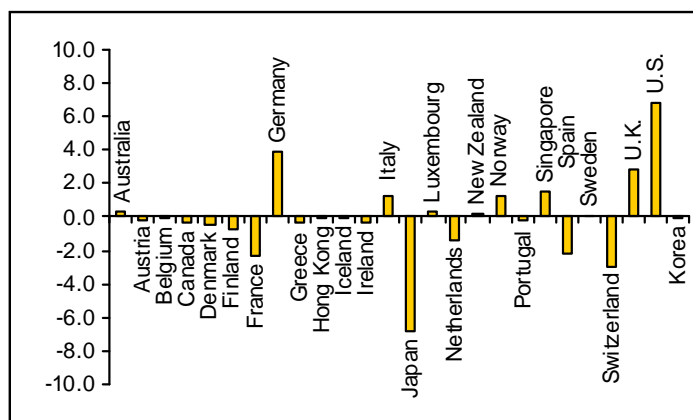 10.0
8.0
6.0
4.0
2.0
0.0
-2.0
-4.0
-6.0
-8.0
-10.0
Australia
Austria
Belgium
Canada
Denmark
Finland
France
Germany
Greece
Hong Kong
Iceland
Ireland
Italy
Japan
Luxembourg
Netherlands
New Zealand
Norway
Portugal
Singapore
Spain
Sweden
Switzerland
U.K.
U.S.
Korea